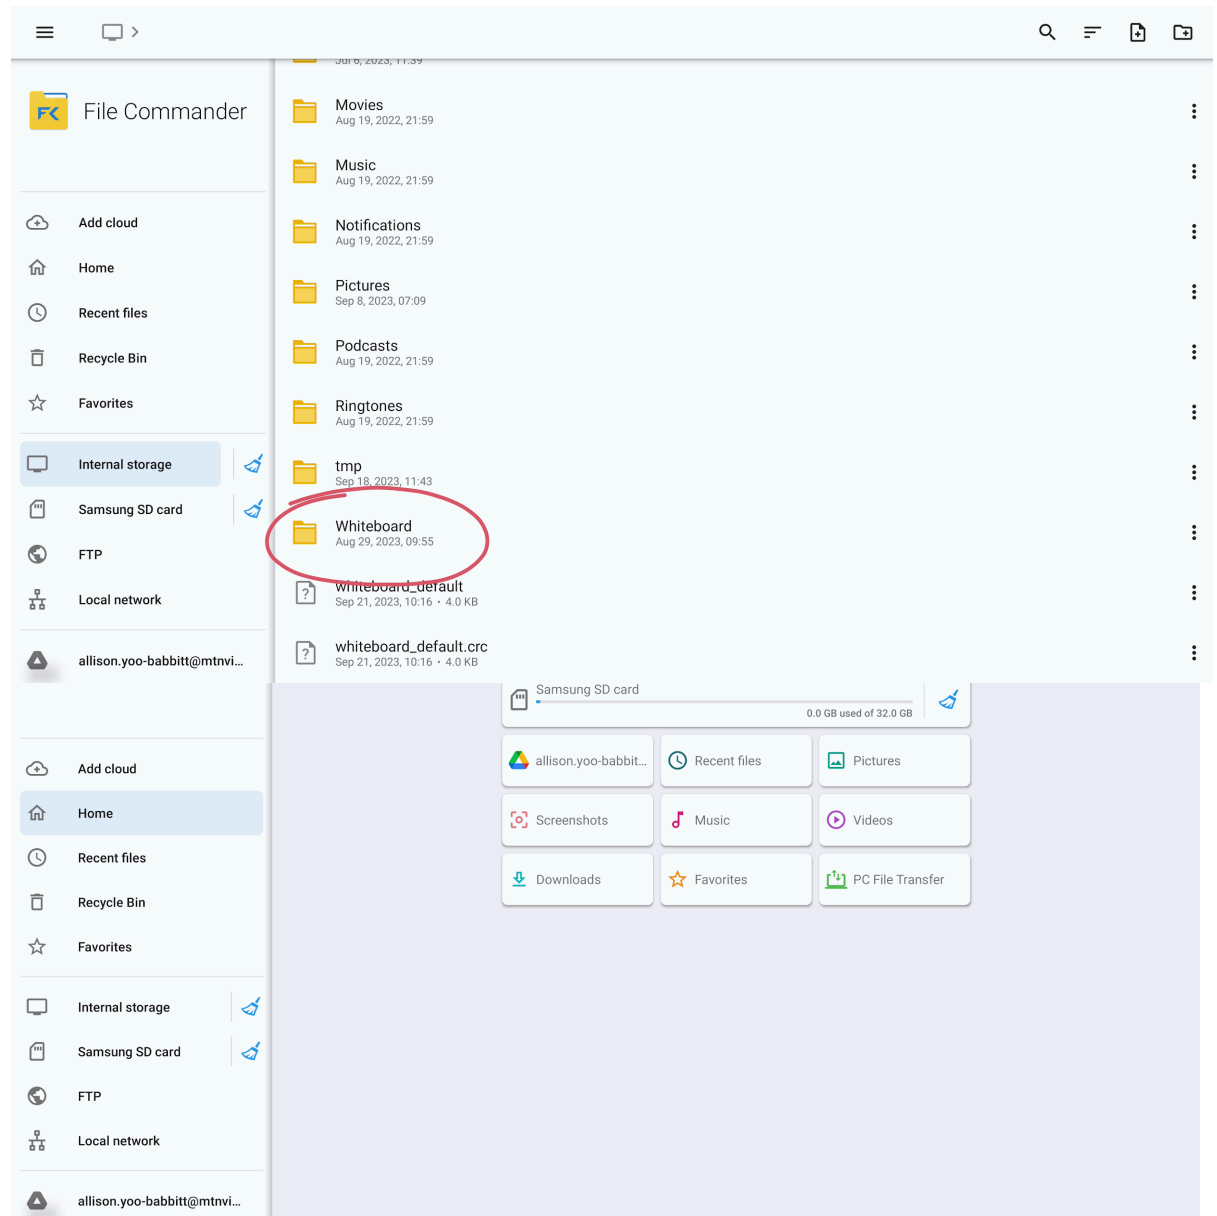 Jul 6, 2023, 11:39
File Commander
Add cloud
Home
Recent files
Recycle Bin
Favorites
Internal storage
Samsung SD card
FTP
Local network
allison.yoo-babbitt@mtnvi...
Movies
Aug 19, 2022, 21:59
Music
Aug 19, 2022, 21:59
Notifications
Aug 19, 2022, 21:59
Pictures
Sep 8, 2023, 07:09
Podcasts
Aug 19, 2022, 21:59
Ringtones
Aug 19, 2022, 21:59
tmp
Sep 18, 2023, 11:43
Whiteboard
Aug 29, 2023, 09:55
whiteboard_default
Sep 21, 2023, 10:16 • 4.0 KB
whiteboard_default.crc
Sep 21, 2023, 10:16 • 4.0 KB
Samsung SD card
0.0 GB used of 32.0 GB
allison.yoo-babbit... Recent files Pictures
Screenshots Music Videos
Downloads Favorites PC File Transfer
Add cloud
Home
Recent files
Recycle Bin
Favorites
Internal storage
Samsung SD card
FTP
Local network
allison.yoo-babbitt@mtnvi...